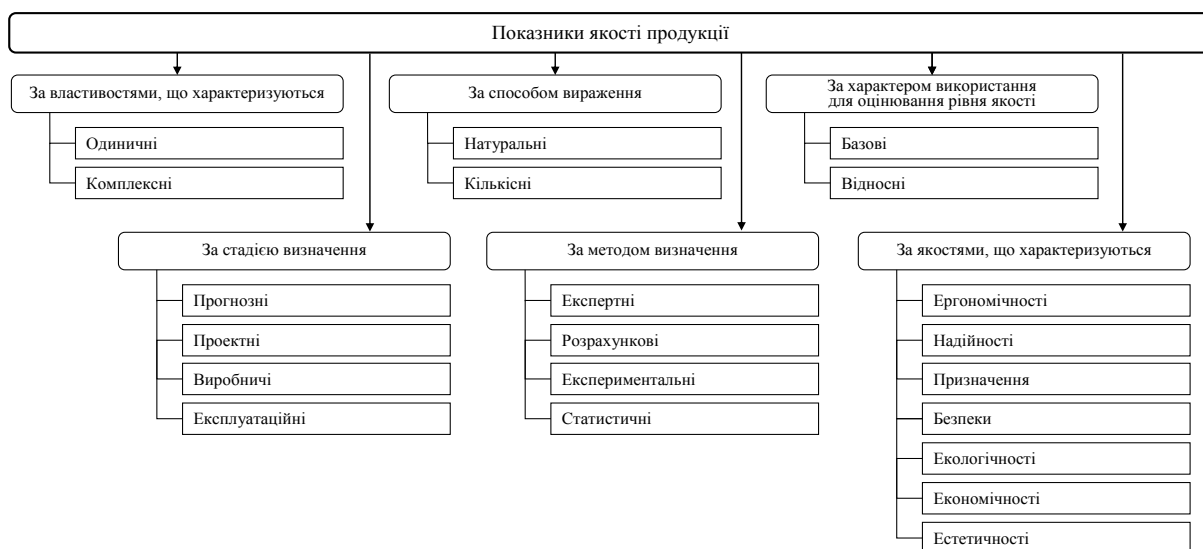 Показники якості продукції
За властивостями, що характеризуються
Одиничні
Комплексні
За способом вираження
Натуральні
Кількісні
За характером використання
для оцінювання рівня якості
Базові
Відносні
За стадією визначення
Прогнозні
Проектні
Виробничі
Експлуатаційні
За методом визначення
Експертні
Розрахункові
Експериментальні
Статистичні
За якостями, що характеризуються
Ергономічності
Надійності
Призначення
Безпеки
Екологічності
Економічності
Естетичності